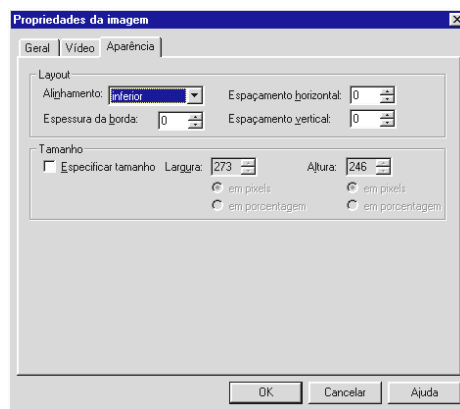 Propriedades da imagem
Geral Vídeo Aparência
Layout
Alinhamento: inferior Espaçamento horizontal: 0
Espessura da borda: 0 Espaçamento vertical: 0
Tamanho
Especificar tamanho Largura: 273 Altura: 246
em pixels em pixels
em porcentagem em porcentagem
OK Cancelar Ajuda